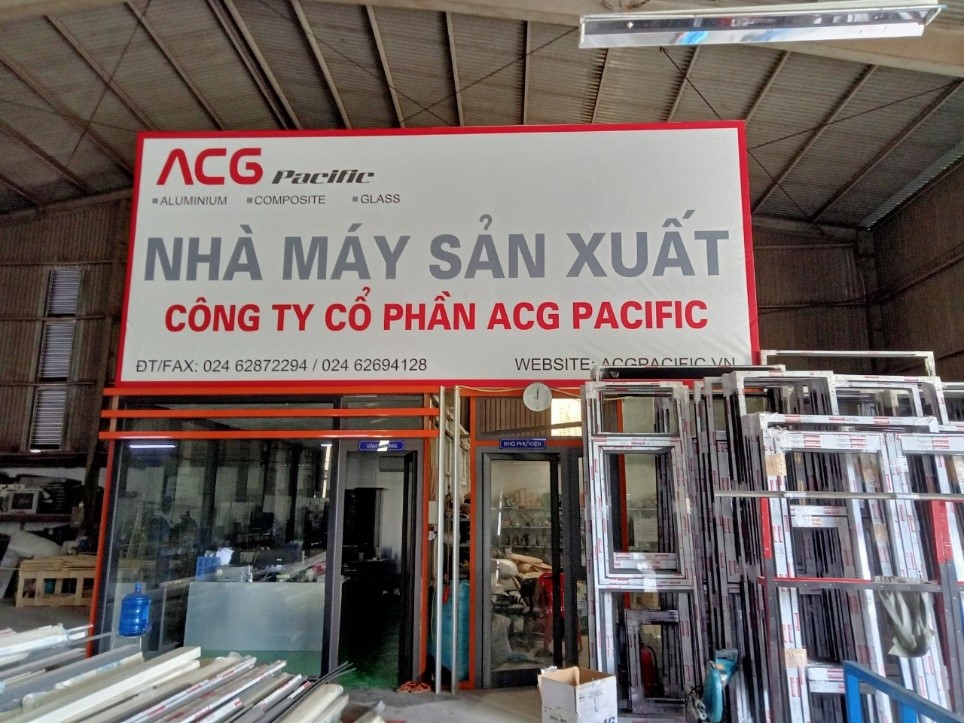 ACG Pacific
ALUMINIUM COMPOSITE GLASS
NHÀ MÁY SẢN XUẤT
CÔNG TY CỔ PHẦN ACG PACIFIC
ĐT/FAX: 024 62872294 / 024 62694128 WEBSITE: ACGPACIFIC.VN
KHO PHỤ KIỆN